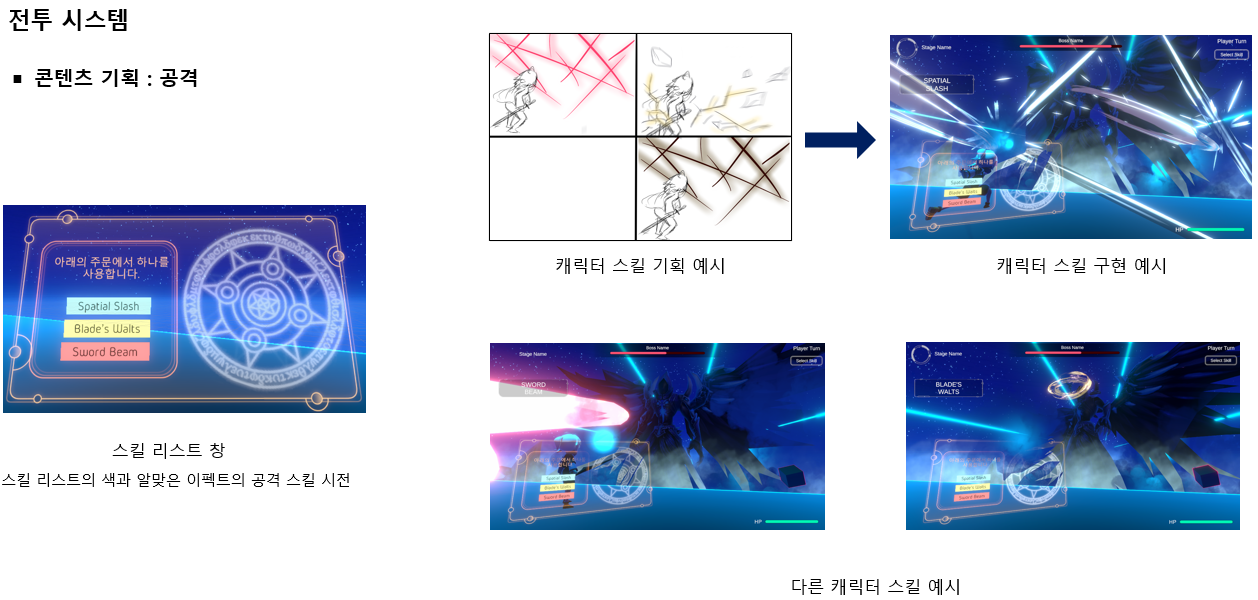 전투 시스템
▪ 콘텐츠 기획 : 공격
아래의 주문에서 하나를
사용합니다.
Spatial Slash
Blade's Walts
Sword Beam
스킬 리스트 창
스킬 리스트의 색과 알맞은 이펙트의 공격 스킬 시전
캐릭터 스킬 기획 예시
Stage Name
Boss Name
Player Turn
Select Skill
SPATIAL
SLASH
Spatial Slash
Blade's Walts
Sword Beam
HP
캐릭터 스킬 구현 예시
Stage Name
Boss Name
Player Turn
Select Skill
SWORD
BEAM
Spatial Slash
Blade's Walts
Sword Beam
HP
Stage Name
Boss Name
Player Turn
Select Skill
BLADE'S
WALTS
Spatial Slash
Blade's Walts
Sword Beam
HP
다른 캐릭터 스킬 예시